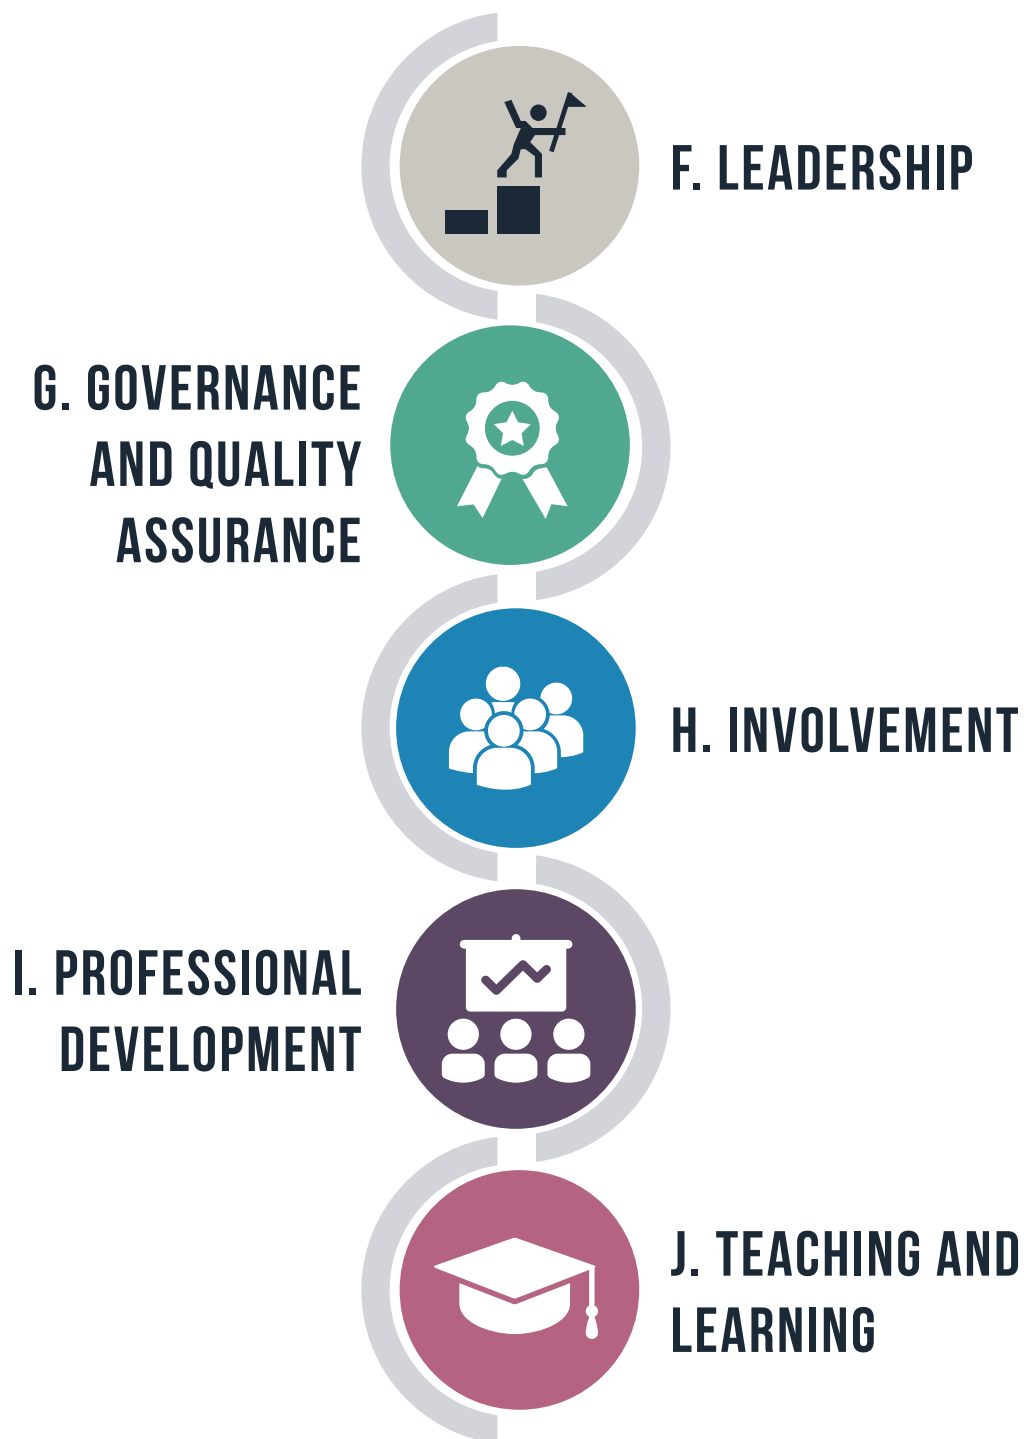 F. LEADERSHIP
G. GOVERNANCE
AND QUALITY
ASSURANCE
H. INVOLVEMENT
I. PROFESSIONAL
DEVELOPMENT
J. TEACHING AND
LEARNING